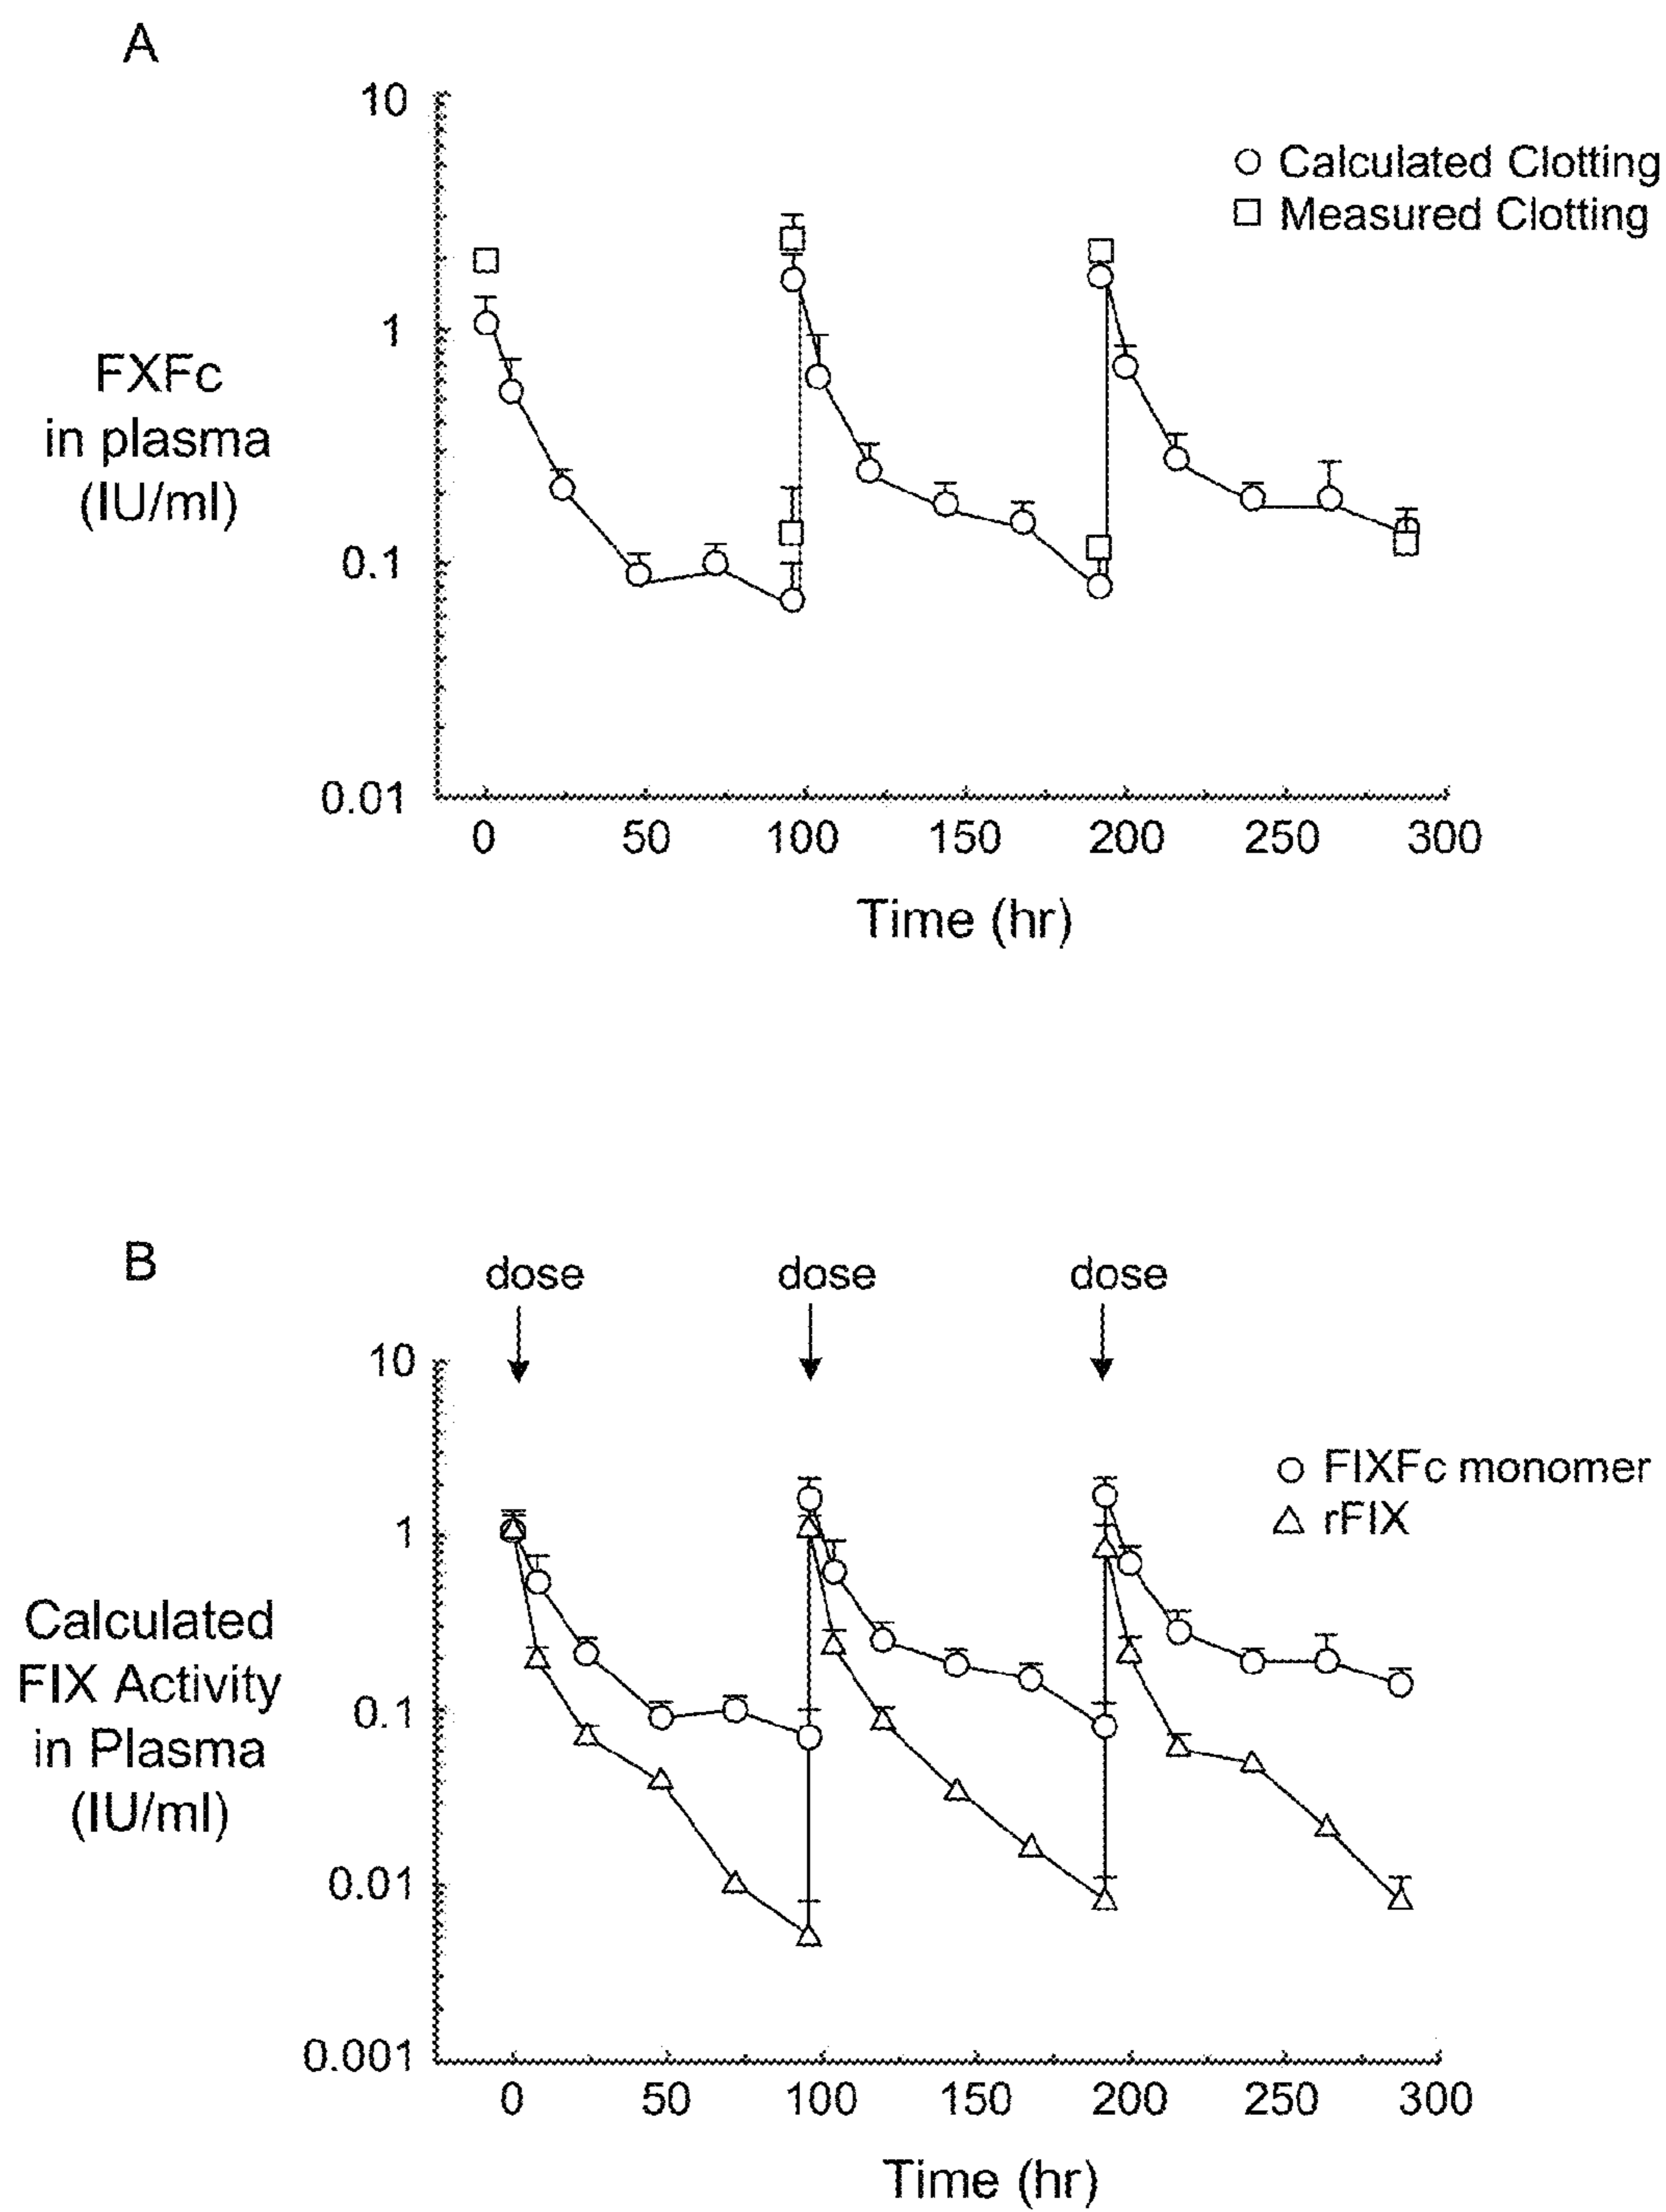 A
10
1
0.1
0.01
FXFc
in plasma
(IU/ml)
Calculated Clotting
Measured Clotting
0 50 100 150 200 250 300
Time (hr)
B
dose dose dose
10
1
0.1
0.01
0.001
Calculated
FIX Activity
in Plasma
(IU/ml)
FIXFc monomer
rFIX
0 50 100 150 200 250 300
Time (hr)